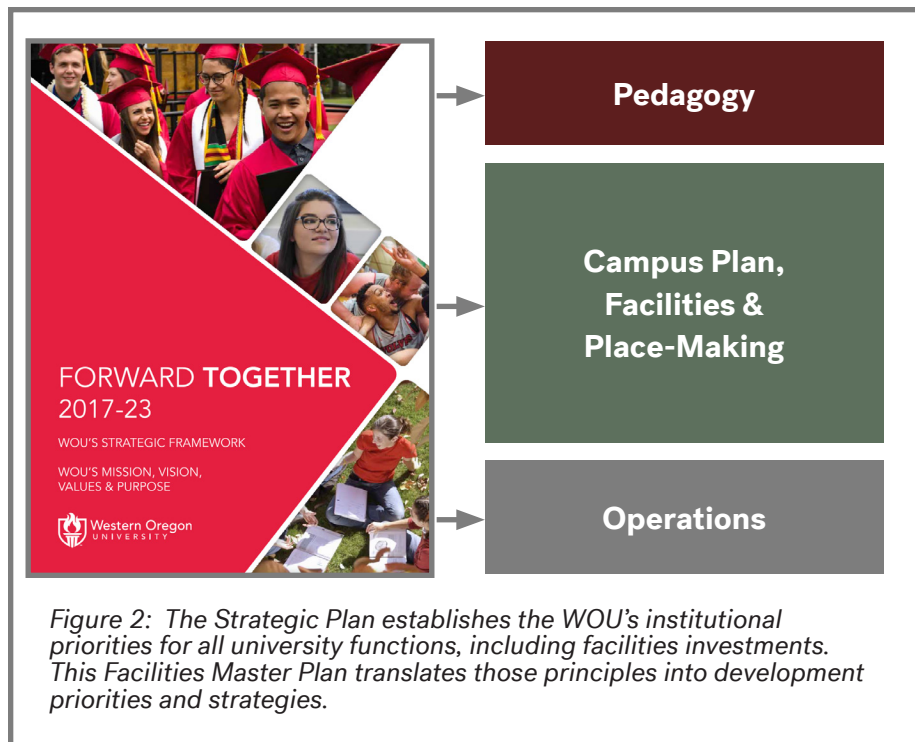 Pedagogy
Campus Plan,
Facilities &
Place-Making
Operations
FORWARD TOGETHER
2017-23
WOU'S STRATEGIC FRAMEWORK
WOU'S MISSION, VISION,
VALUES & PURPOSE
Western Oregon
UNIVERSITY
Figure 2:  The Strategic Plan establishes the WOU's institutional
priorities for all university functions, including facilities investments.
This Facilities Master Plan translates those principles into development
priorities and strategies.